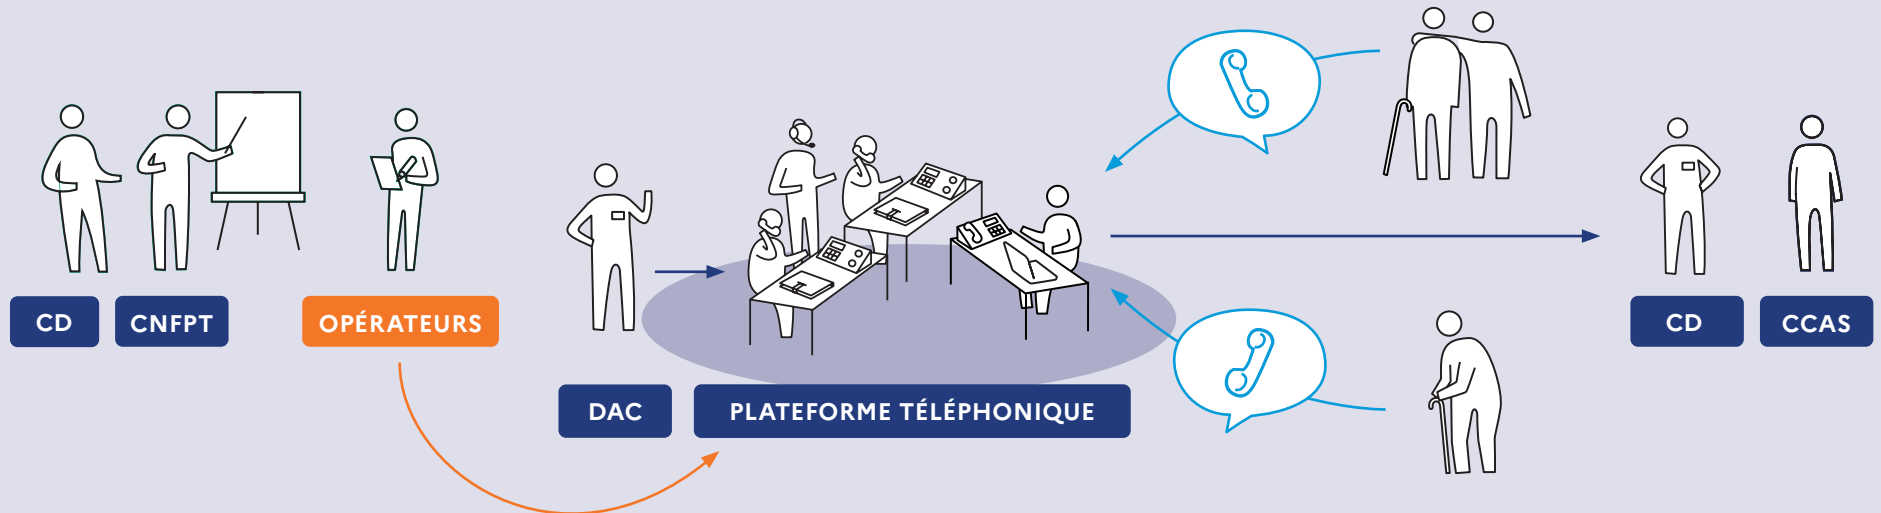 CD
CNFPT
OPÉRATEURS
DAC
PLATEFORME TÉLÉPHONIQUE
CD
CCAS